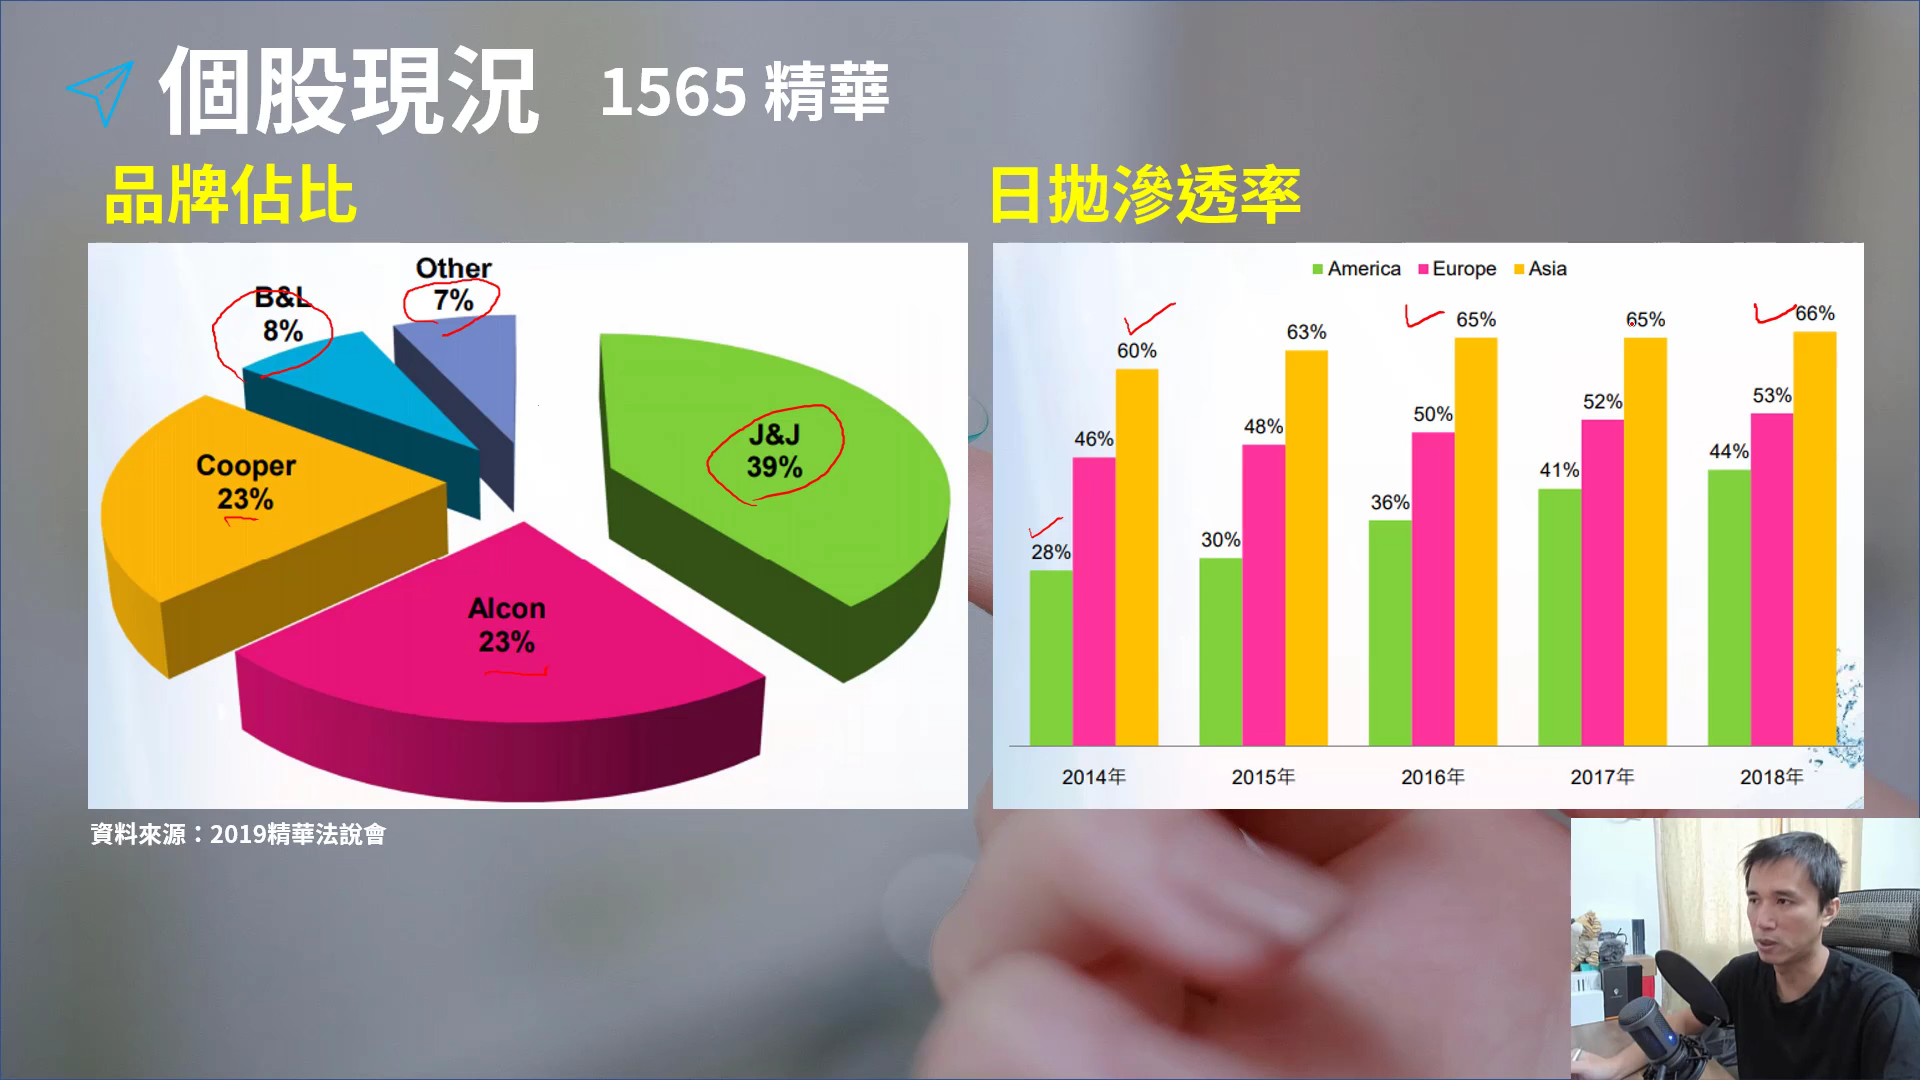 個股現況 1565 精華
品牌佔比
日拋滲透率
Other
7%
B&L
8%
J&J
39%
Cooper
23%
Alcon
23%
America Europe Asia
28% 46% 60%
30% 48% 63%
36% 50% 65%
41% 52% 65%
44% 53% 66%
2014年 2015年 2016年 2017年 2018年
資料來源：2019精華法說會